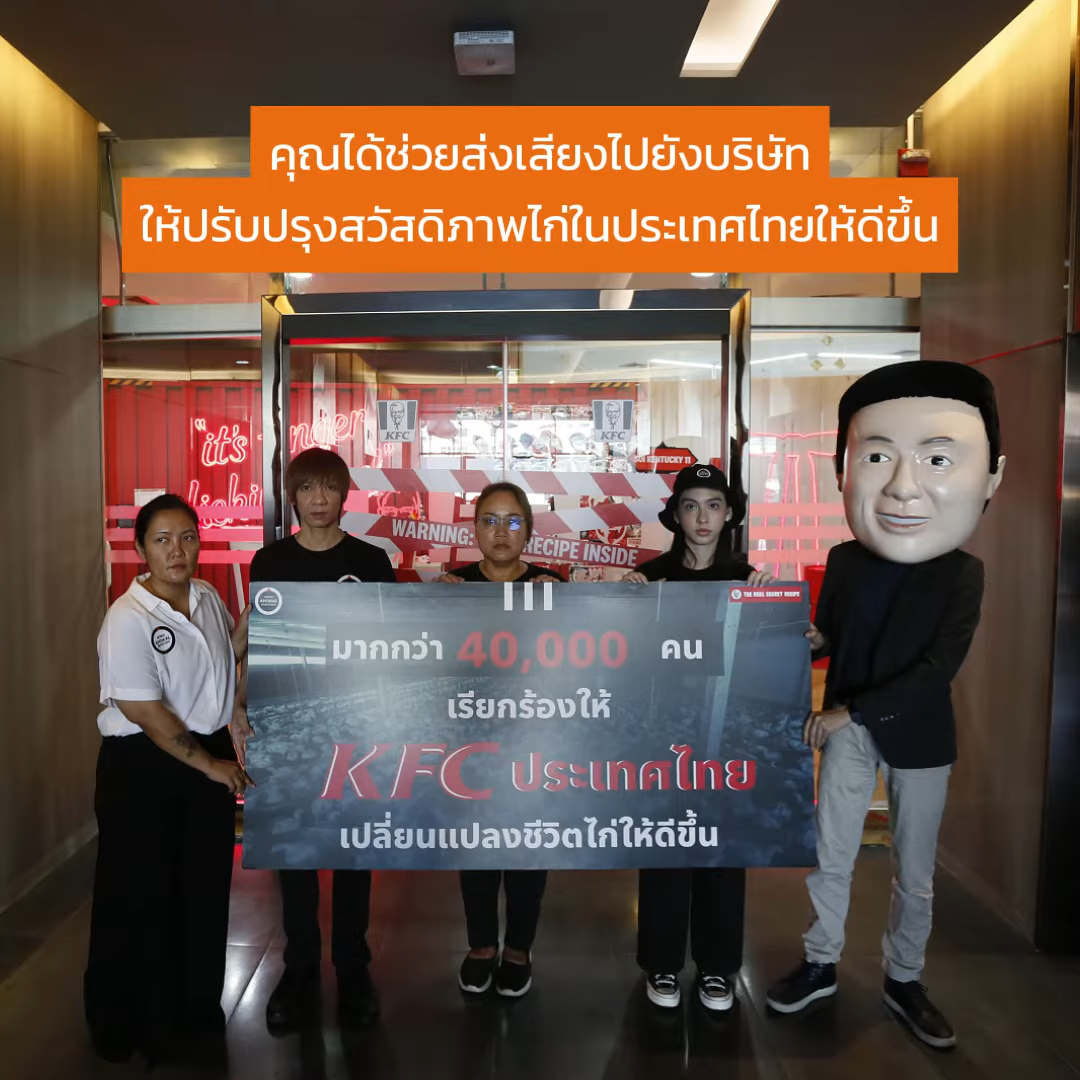 คุณได้ช่วยส่งเสียงไปยังบริษัท
ให้ปรับปรุงสวัสดิภาพไก่ในประเทศไทยให้ดีขึ้น
"it's
KFC
KFC
KENTUCKY
WARNING:
RECIPE INSIDE
THE REAL SECRET RECIPE
มากกว่า 40,000 คน
เรียกร้องให้
KFC ประเทศไทย
เปลี่ยนแปลงชีวิตไก่ให้ดีขึ้น